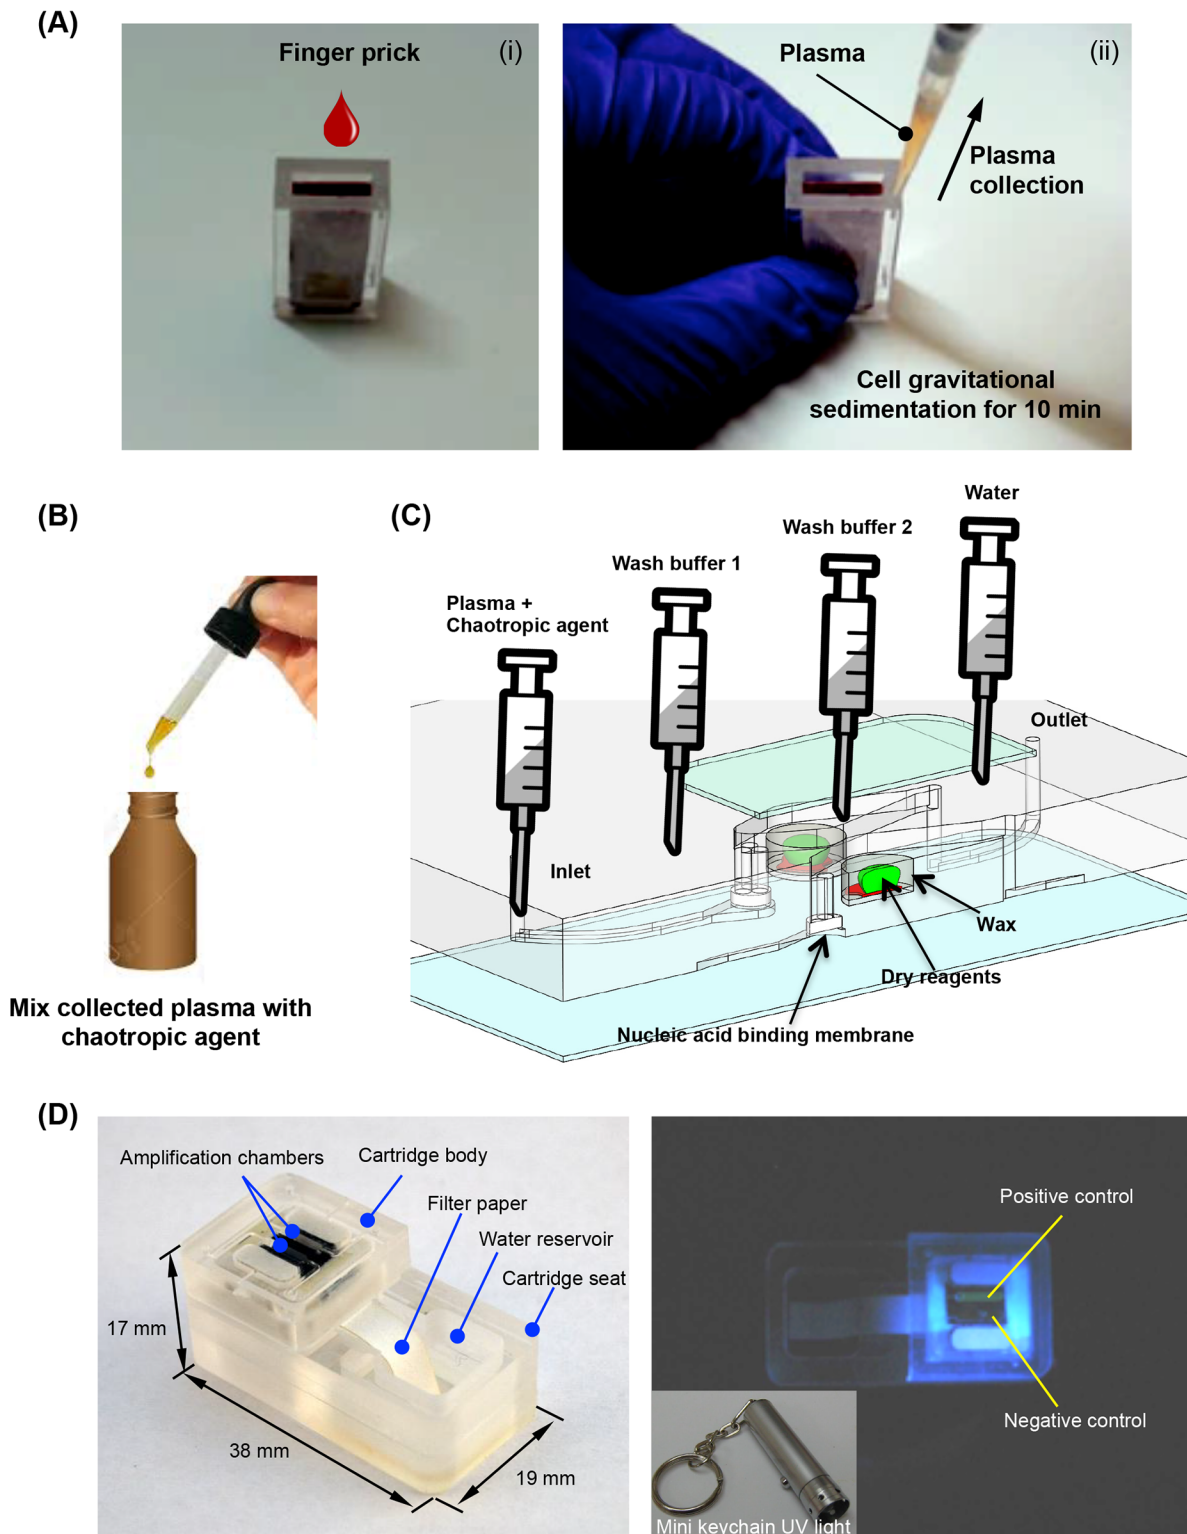 (A)
Finger prick
(i)
Plasma
(ii)
Plasma
collection
Cell gravitational
sedimentation for 10 min
(B)
Mix collected plasma with
chaotropic agent
(C)
Water
Wash buffer 2
Wash buffer 1
Plasma +
Chaotropic agent
Outlet
Inlet
Wax
Dry reagents
Nucleic acid binding membrane
(D)
Amplification chambers
Cartridge body
Filter paper
Water reservoir
Cartridge seat
17 mm
38 mm
19 mm
Positive control
Negative control
Mini keychain UV light